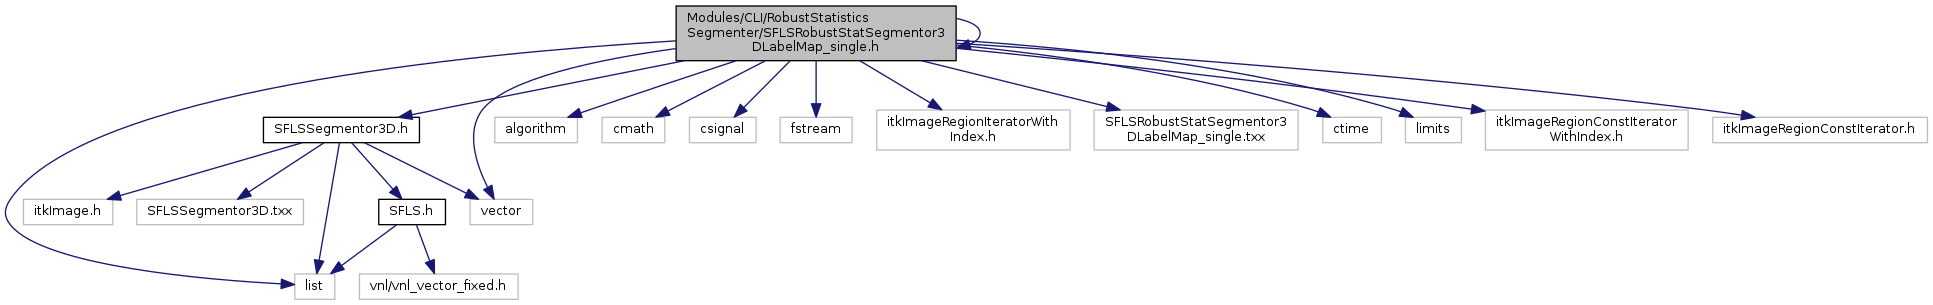 Modules/CLI/RobustStatistics
Segmenter/SFLSRobustStatSegmentor3
DLabelMap_single.h
SFLSSegmentor3D.h
algorithm
cmath
csignal
fstream
itkImageRegionIteratorWith
Index.h
SFLSRobustStatSegmentor3
DLabelMap_single.txx
ctime
limits
itkImageRegionConstIterator
WithIndex.h
itkImageRegionConstIterator.h
itkImage.h
SFLSSegmentor3D.txx
SFLS.h
vector
list
vnl/vnl_vector_fixed.h